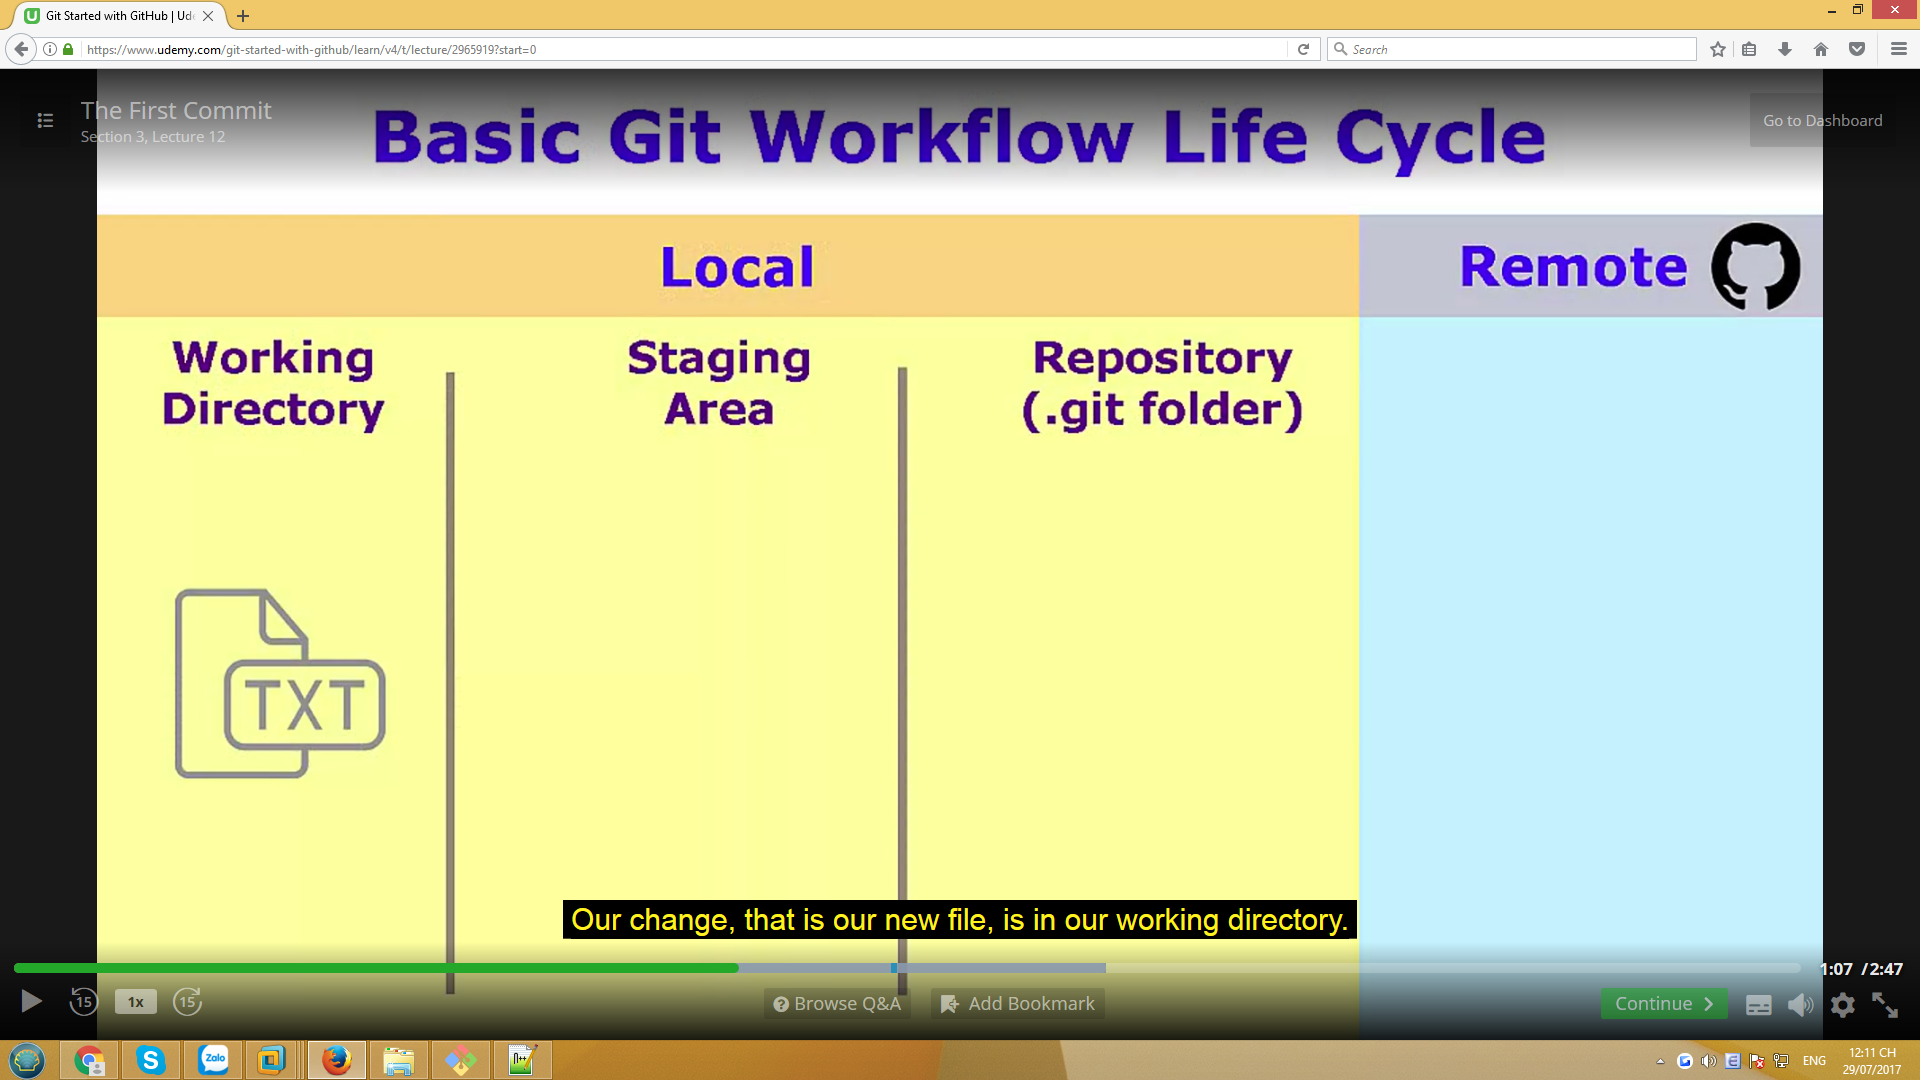 Git Started with GitHub | Ude
https://www.udemy.com/git-started-with-github/learn/v4/t/lecture/2965919?start=0
Search
The First Commit
Section 3, Lecture 12
Go to Dashboard
Basic Git Workflow Life Cycle
Local
Remote
Working
Directory
Staging
Area
Repository
(.git folder)
TXT
Our change, that is our new file, is in our working directory.
1:07 / 2:47
15
1x
15
? Browse Q&A
Add Bookmark
Continue
Zalo
ENG
12:11 CH
29/07/2017